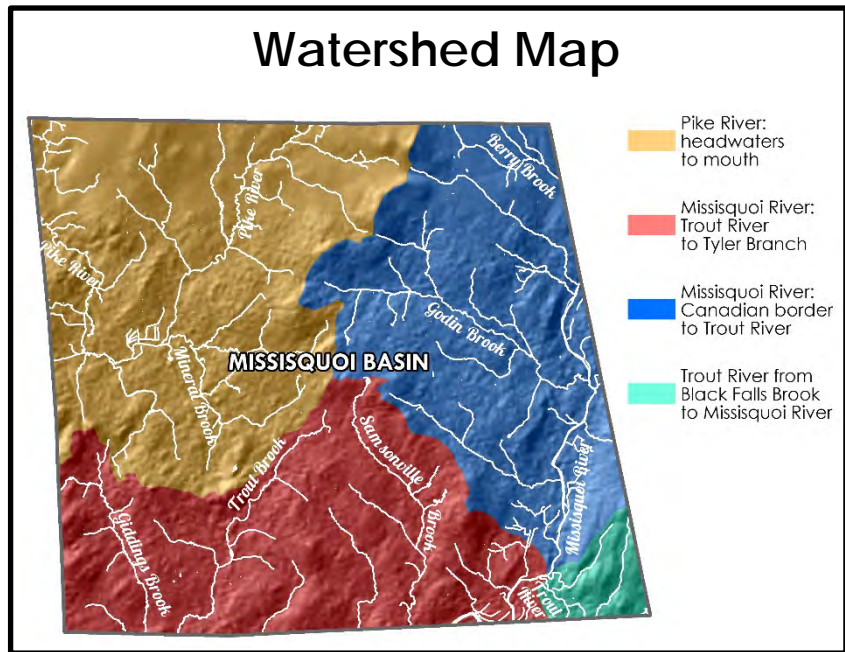 Watershed Map
Pike River:
headwaters
to mouth
Missisquoi River:
Trout River
to Tyler Branch
Missisquoi River:
Canadian border
to Trout River
Trout River from
Black Falls Brook
to Missisquoi River
Berry Brook
Pike River
Pike River
Godin Brook
Mineral Brook
MISSISQUOI BASIN
Trout Brook
Samsonville
Brook
Giddings Brook
Missisquoi River
Trout
River